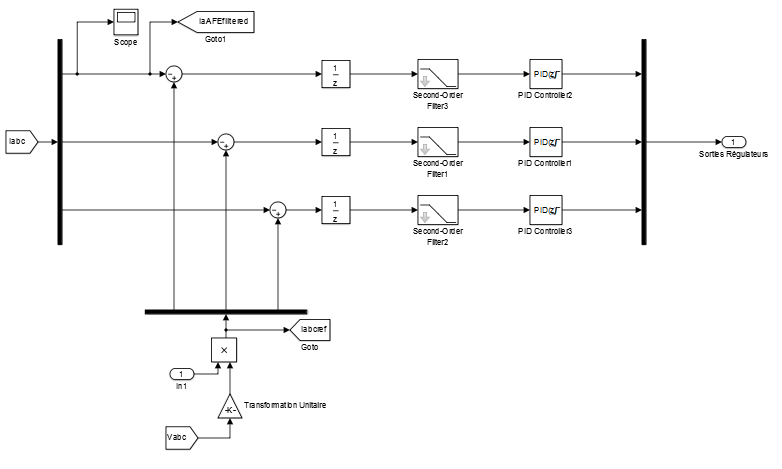 IaAFEfiltered
Scope
Goto1
1
z
Second-Order
Filter3
PID(z)
PID Controller2
Iabc
1
z
Second-Order
Filter1
PID(z)
PID Controller1
1
Sorties Régulateurs
1
z
Second-Order
Filter2
PID(z)
PID Controller3
Iabcref
Goto
×
1
In1
-K-
Transformation Unitaire
Vabc